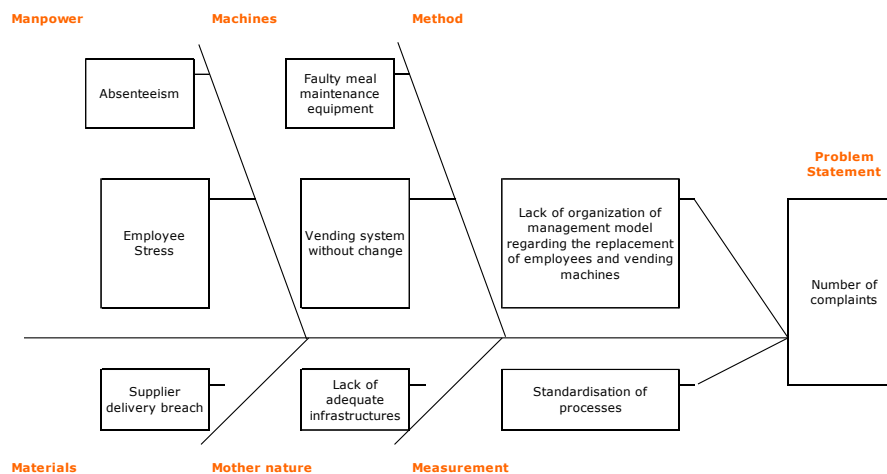 Manpower
Machines
Method
Absenteeism
Faulty meal
maintenance
equipment
Problem
Statement
Employee
Stress
Vending system
without change
Lack of organization of
management model
regarding the replacement
of employees and vending
machines
Number of
complaints
Supplier
delivery breach
Lack of
adequate
infrastructures
Standardisation of
processes
Materials
Mother nature
Measurement